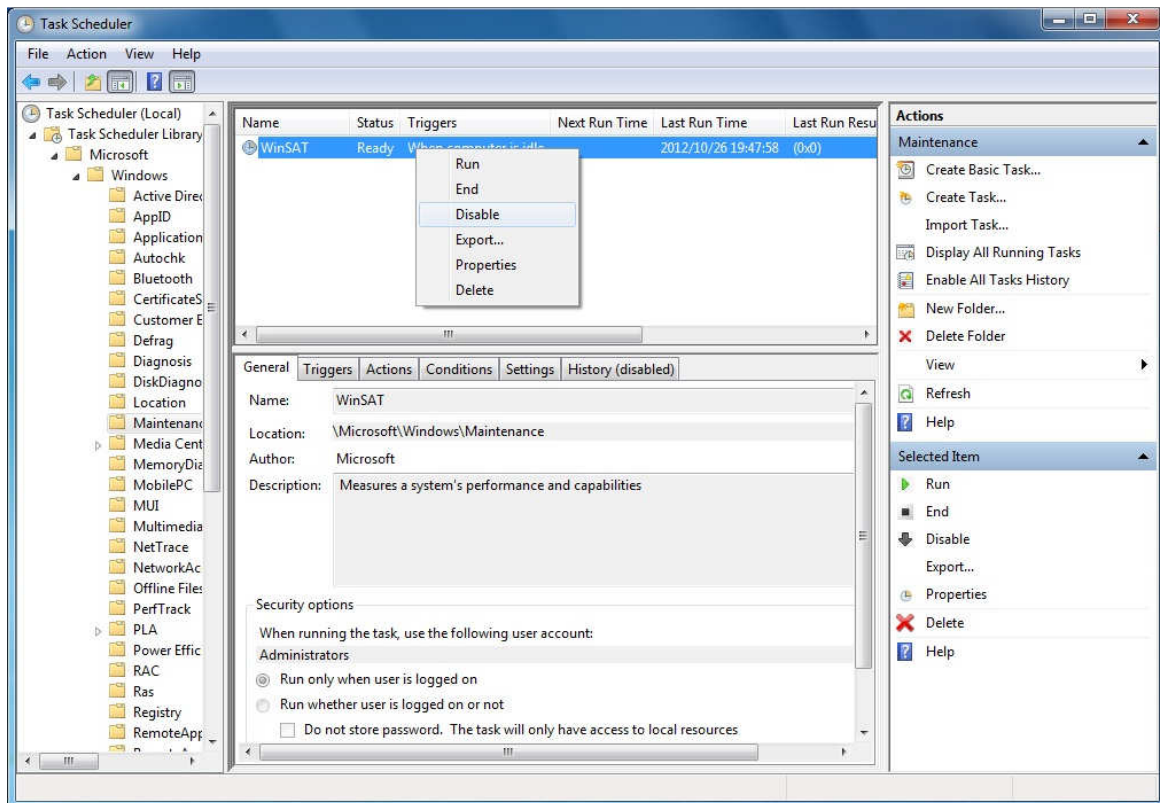 Task Scheduler
File Action View Help
Task Scheduler (Local)
Task Scheduler Library
Microsoft
Windows
Active Direc
AppID
Application
Autochk
Bluetooth
CertificateS
Customer E
Defrag
Diagnosis
DiskDiagno
Location
Maintenanc
Media Cent
MemoryDia
MobilePC
MUI
Multimedia
NetTrace
NetworkAc
Offline Files
PerfTrack
PLA
Power Effic
RAC
Ras
Registry
RemoteApp
Name Status Triggers Next Run Time Last Run Time Last Run Resu
WinSAT Ready When computer is idle 2012/10/26 19:47:58 (0x0)
Run
End
Disable
Export...
Properties
Delete
General Triggers Actions Conditions Settings History (disabled)
Name: WinSAT
Location: \Microsoft\Windows\Maintenance
Author: Microsoft
Description: Measures a system's performance and capabilities
Security options
When running the task, use the following user account:
Administrators
Run only when user is logged on
Run whether user is logged on or not
Do not store password. The task will only have access to local resources
Actions
Maintenance
Create Basic Task...
Create Task...
Import Task...
Display All Running Tasks
Enable All Tasks History
New Folder...
Delete Folder
View
Refresh
Help
Selected Item
Run
End
Disable
Export...
Properties
Delete
Help